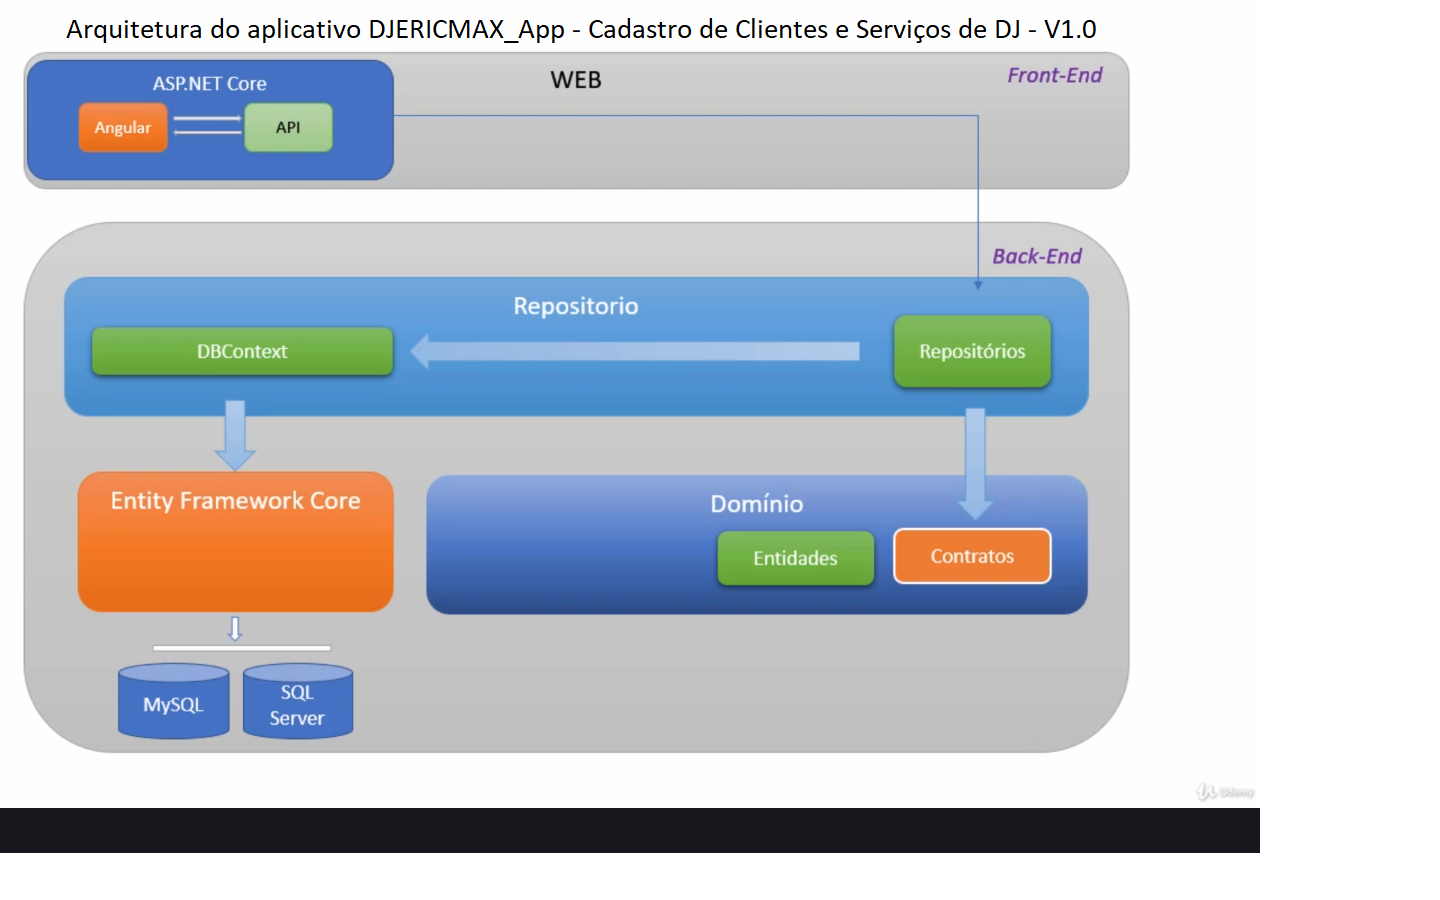 Arquitetura do aplicativo DJERICMAX_App - Cadastro de Clientes e Serviços de DJ - V1.0
ASP.NET Core
WEB
Front-End
Angular
API
Back-End
Repositorio
DBContext
Repositórios
Entity Framework Core
Domínio
Entidades
Contratos
MySQL
SQL
Server
Udemy